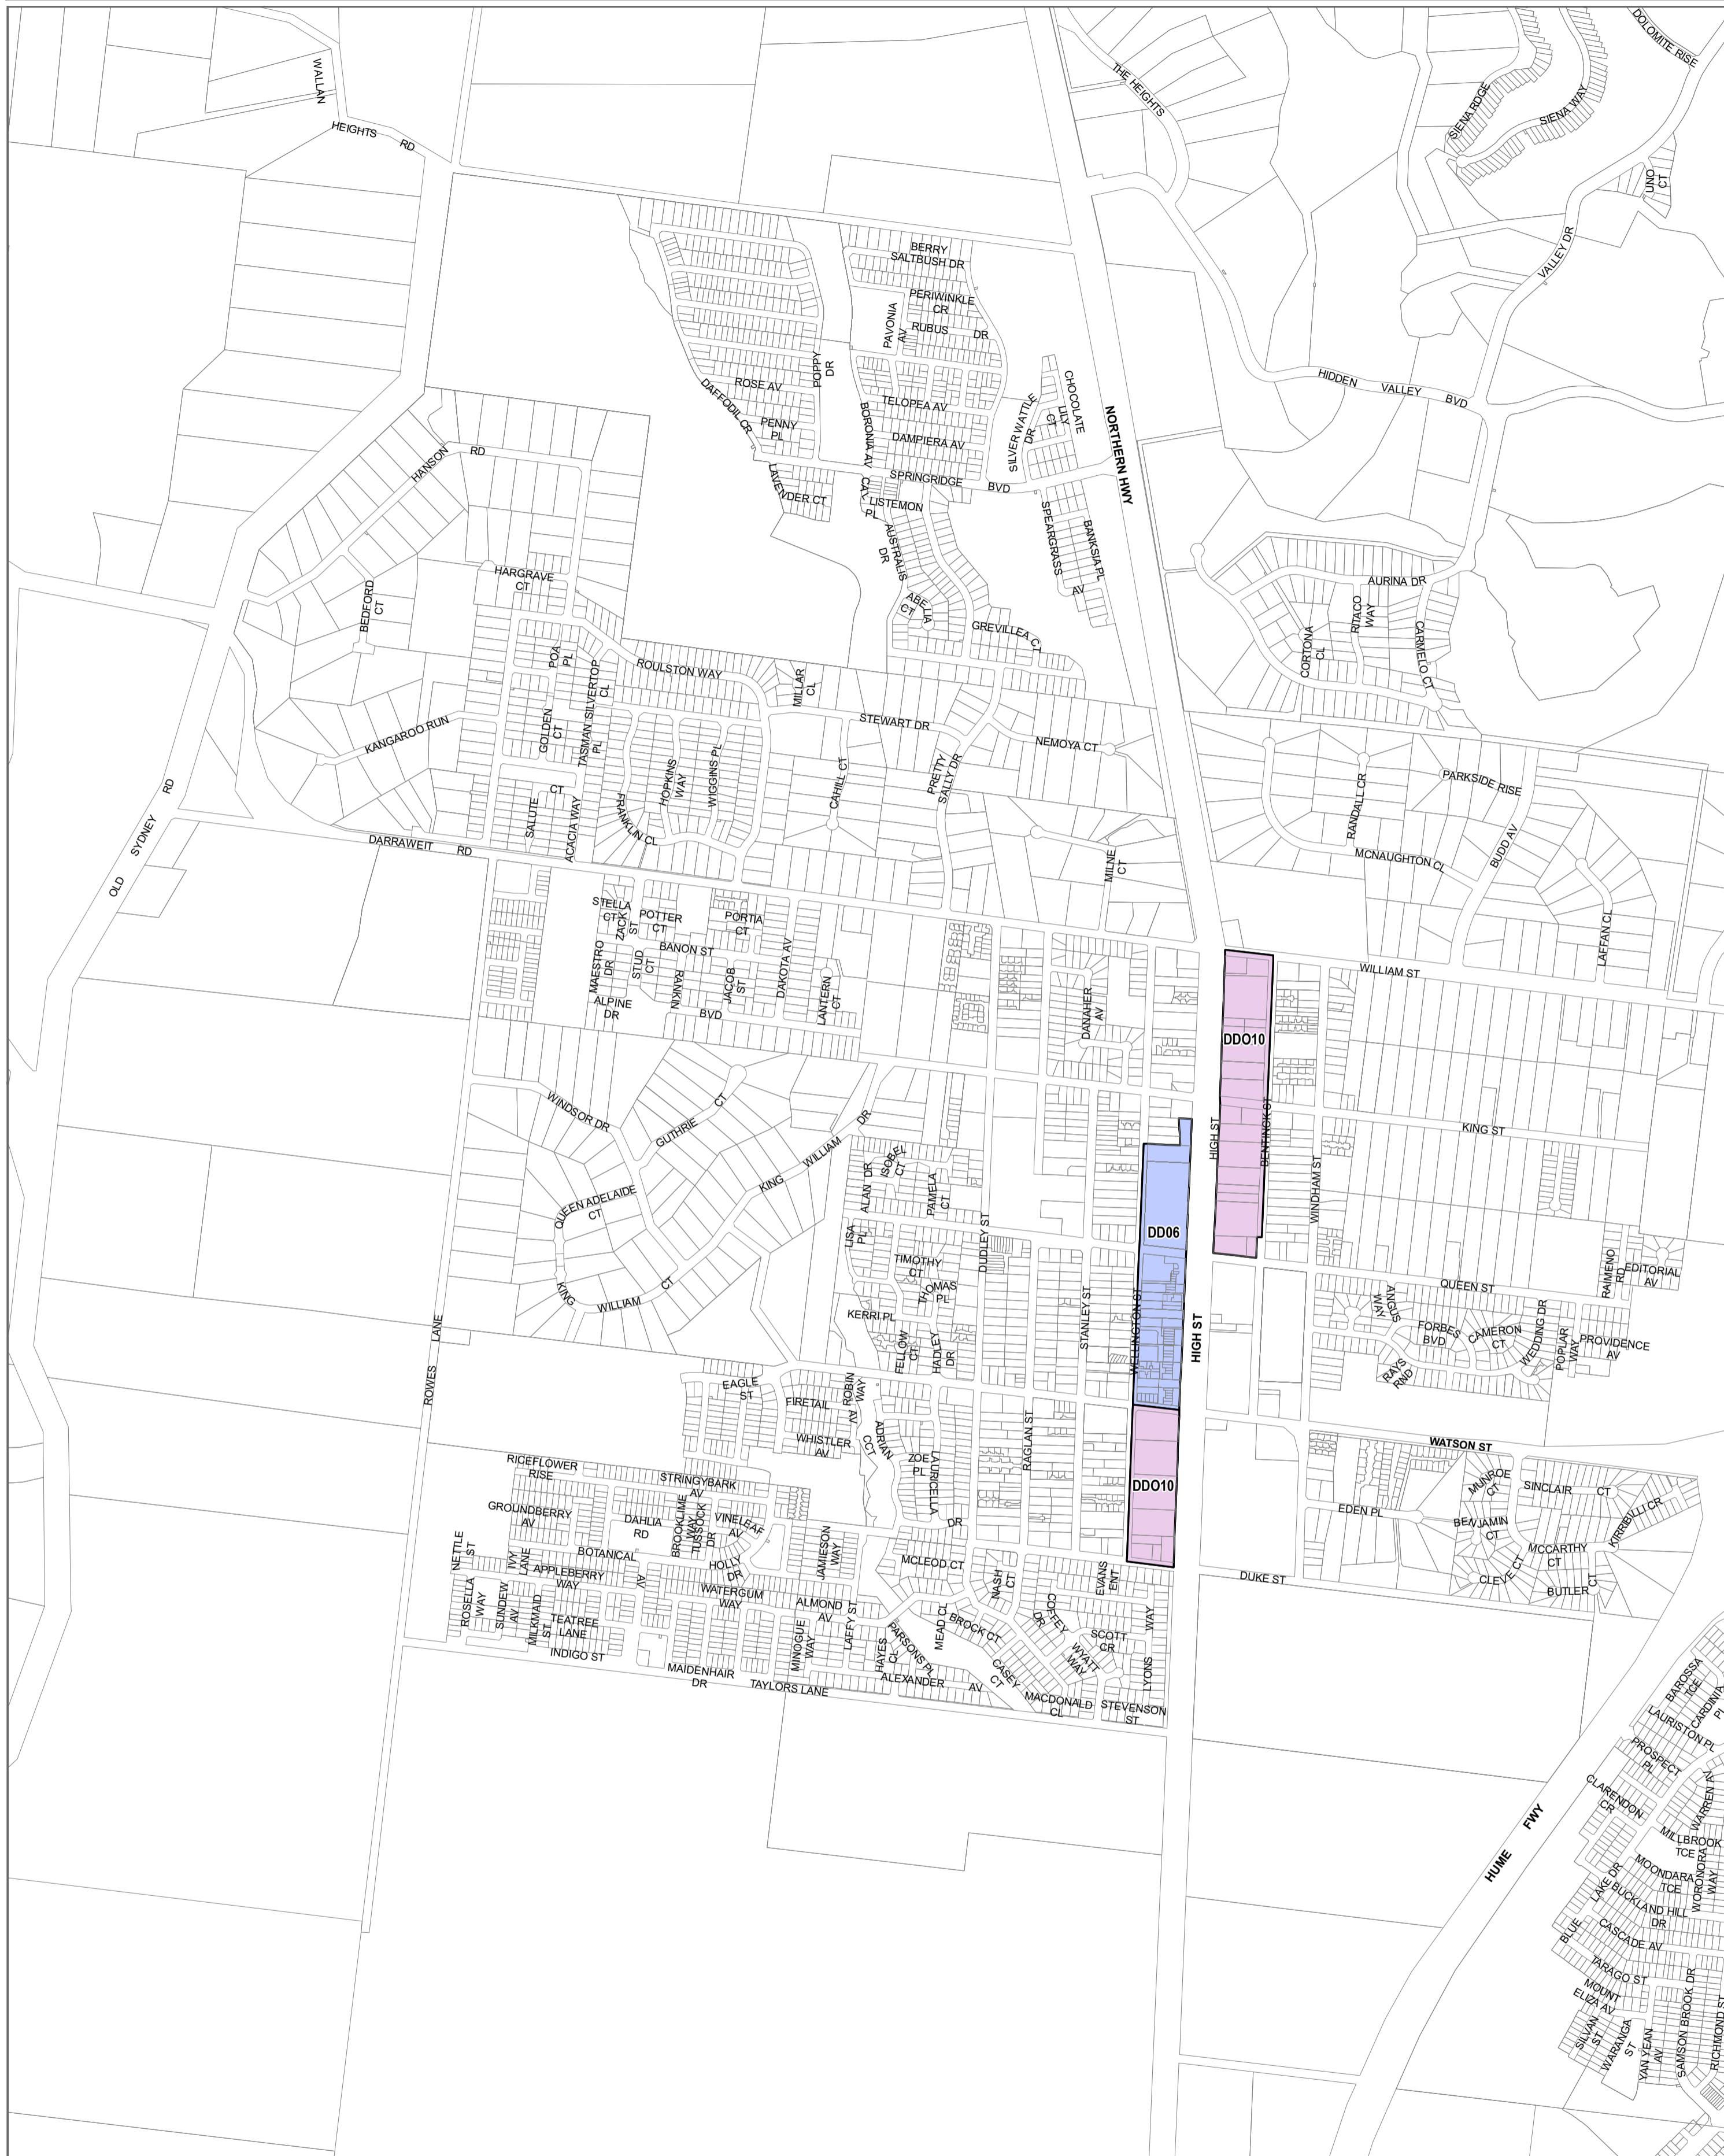 DOLOMITE RISE
WALLAN
HEIGHTS
RD
THE HEIGHTS
SIENA RDGE
SIENA WAY
UNO
CT
VALLEY DR
BERRY
SALTBUSH DR
PERIWINKLE
CR
PAVONIA
AV
RUBUS
DR
POPPY
DR
ROSE AV
DAFFODIL CR
PENNY
PL
TELOPEA AV
BORONIA AV
DAMPIERA AV
SILVER WATTLE
DR
CHOCOLATE
LILY
CT
NORTHERN HWY
HIDDEN
VALLEY
BVD
HANSON
RD
SPRINGRIDGE
BVD
LAVENDER CT
CALLISTEMON
PL
AUSTRALIS
DR
SPEARGRASS
AV
BANKSIA PL
ABELIA
CT
GREVILLEA CT
HARGRAVE
CT
BEDFORD
CT
AURINA DR
RITACO
WAY
CORTONA
CL
CARMELO CT
POA
PL
SILVERTOP
CL
ROULSTON WAY
MILLAR
CL
STEWART DR
NEMOYA CT
KANGAROO RUN
GOLDEN
CT
TASMAN
PL
HOPKINS
WAY
WIGGINS PL
CAHILL CT
PRETTY
SALLY DR
PARKSIDE RISE
RANDALL CR
SALUTE
CT
ACACIA WAY
FRANKLIN CL
OLD
SYDNEY
RD
DARRAWEIT
RD
MILNE
CT
MCNAUGHTON CL
BUDD AV
LAFFAN CL
STELLA
CT
ZACK
ST
POTTER
CT
PORTIA
CT
BANON ST
MAESTRO
DR
STUD
CT
RANKIN
BVD
JACOB
ST
DAKOTA AV
LANTERN
CT
ALPINE
DR
DANAHER
AV
WILLIAM ST
DDO10
WINDSOR DR
GUTHRIE
CT
KING
WILLIAM
DR
ISOBEL
CT
ALAN DR
PAMELA
CT
HIGH ST
BENTINCK ST
KING ST
WINDHAM ST
QUEEN ADELAIDE
CT
LISA
PL
DUDLEY ST
DD06
TIMOTHY
CT
THOMAS
PL
KERRI PL
KING
WILLIAM
CT
FELLOW
CT
HADLEY
DR
STANLEY ST
WELLINGTON ST
HIGH ST
QUEEN ST
RAIMENO
RD
EDITORIAL
AV
ANGUS
WAY
FORBES
BVD
CAMERON
CT
WEDDING DR
POPLAR
WAY
PROVIDENCE
AV
RAYS
RND
ROWES
LANE
EAGLE
ST
FIRETAIL
AV
ROBIN
WAY
WHISTLER
AV
ADRIAN
CCT
ZOE
PL
LAURICELLA
DR
RAGLAN ST
DDO10
WATSON ST
RICEFLOWER
RISE
STRINGYBARK
AV
GROUNDBERRY
AV
DAHLIA
RD
BROOKLIME
WAY
TUSSOCK
DR
VINELEAF
AV
MUNROE
CT
SINCLAIR
CT
KIRRIBILLI CR
EDEN PL
BENJAMIN
CT
MCCARTHY
CT
CLEVE CT
BUTLER
CT
NETTLE
ST
IVY
LANE
BOTANICAL
AV
APPLEBERRY
WAY
HOLLY
DR
JAMIESON
WAY
MCLEOD CT
NASH
CT
EVANS
ENT
DUKE ST
ROSELLA
WAY
SUNDEW
AV
MILKMAID
ST
TEATREE
LANE
INDIGO ST
WATERGUM
WAY
ALMOND
AV
MINOGUE
WAY
LAFFY ST
HAYES
CL
PARSONS PL
MEAD CL
BROCK CT
COFFEY
DR
SCOTT
CR
WYATT
WAY
LYONS
WAY
CASEY
CT
ALEXANDER
AV
MAIDENHAIR
DR
TAYLORS LANE
MACDONALD
CL
STEVENSON
ST
BAROSSA
TCE
CARDINIA
PL
LAURISTON PL
PROSPECT
PL
CLARENDON
CR
WARREN AV
HUME
FWY
MILLBROOK
TCE
MOONDARA
TCE
WORONORA
WAY
BLUE
LAKE DR
BUCKLAND HILL
DR
CASCADE AV
TARAGO ST
MOUNT
ELIZA AV
SILVAN
ST
WARANGA
ST
YAN YEAN
AV
SAMSON BROOK DR
RICHMOND ST